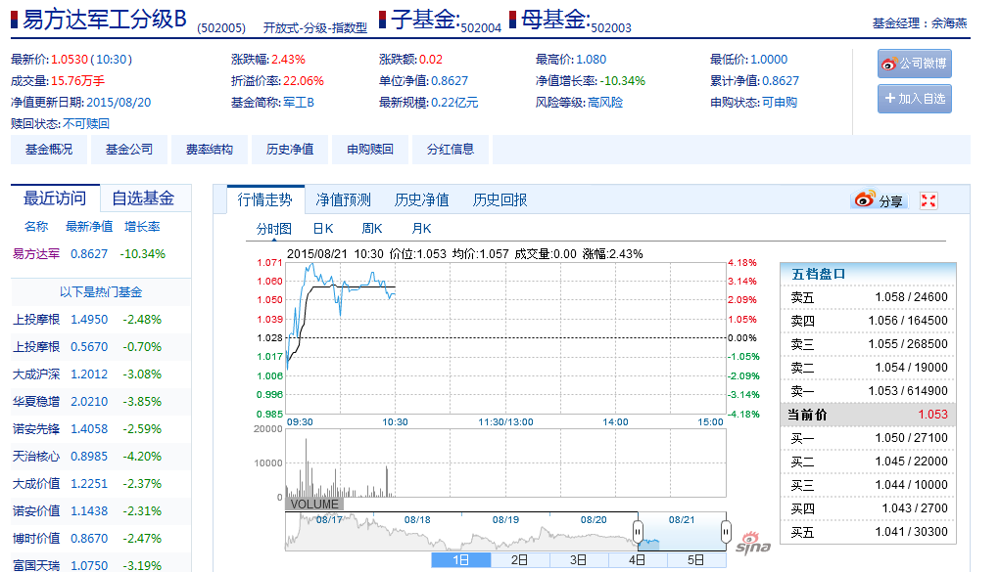 易方达军工分级B (502005) 开放式-分级-指数型 子基金:502004 母基金:502003 基金经理：余海燕
最新价:1.0530 (10:30) 涨跌幅:2.43% 涨跌额:0.02 最高价:1.080 最低价:1.0000
公司微博
成交量:15.76万手 折溢价率:22.06% 单位净值:0.8627 净值增长率:-10.34% 累计净值:0.8627
净值更新日期:2015/08/20 基金简称:军工B 最新规模:0.22亿元 风险等级:高风险 申购状态:可申购
+加入自选
赎回状态:不可赎回
基金概况 基金公司 费率结构 历史净值 申购赎回 分红信息
最近访问 自选基金
名称 最新净值 增长率
易方达军 0.8627 -10.34%
以下是热门基金
上投摩根 1.4950 -2.48%
上投摩根 0.5670 -0.70%
大成沪深 1.2012 -3.08%
华夏稳增 2.0210 -3.85%
诺安先锋 1.4058 -2.59%
天治核心 0.8985 -4.20%
大成价值 1.2251 -2.37%
诺安价值 1.1438 -2.31%
博时价值 0.8670 -2.47%
富国天瑞 1.0750 -3.19%
行情走势 净值预测 历史净值 历史回报 分享
分时图 日K 周K 月K
2015/08/21 10:30 价位:1.053 均价:1.057 成交量:0.00 涨幅:2.43%
1.071 4.18%
1.060 3.14%
1.050 2.09%
1.039 1.05%
1.028 0.00%
1.017 -1.05%
1.006 -2.09%
0.996 -3.14%
0.985 -4.18%
09:30 10:30 11:30/13:00 14:00 15:00
20000
10000
0
VOLUME
08/17 08/18 08/19 08/20 08/21
sina
1日 2日 3日 4日 5日
五档盘口
卖五 1.058 / 24600
卖四 1.056 / 164500
卖三 1.055 / 268500
卖二 1.054 / 19000
卖一 1.053 / 614900
当前价 1.053
买一 1.050 / 27100
买二 1.045 / 22000
买三 1.044 / 10000
买四 1.043 / 2700
买五 1.041 / 30300